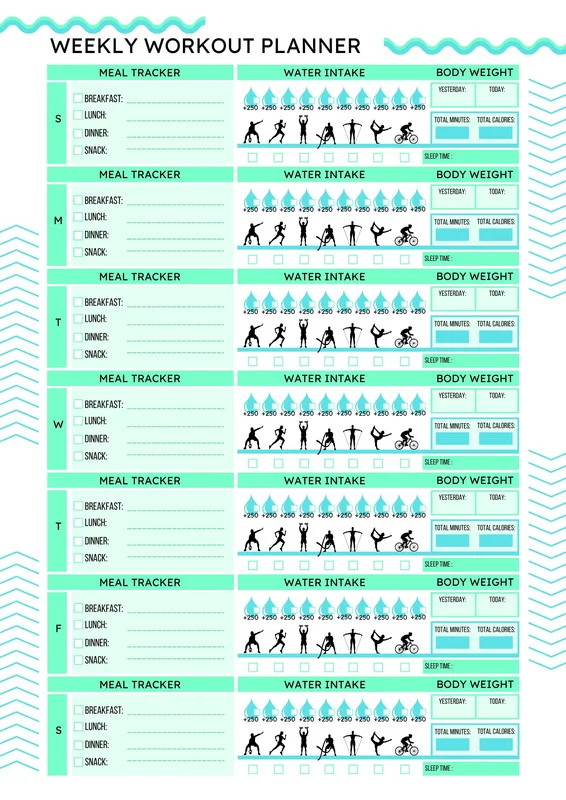 WEEKLY WORKOUT PLANNER
MEAL TRACKER WATER INTAKE BODY WEIGHT
S
BREAKFAST:
LUNCH:
DINNER:
SNACK:
+250 +250 +250 +250 +250 +250 +250 +250 +250
YESTERDAY: TODAY:
TOTAL MINUTES: TOTAL CALORIES:
SLEEP TIME:
MEAL TRACKER WATER INTAKE BODY WEIGHT
M
BREAKFAST:
LUNCH:
DINNER:
SNACK:
+250 +250 +250 +250 +250 +250 +250 +250 +250
YESTERDAY: TODAY:
TOTAL MINUTES: TOTAL CALORIES:
SLEEP TIME:
MEAL TRACKER WATER INTAKE BODY WEIGHT
T
BREAKFAST:
LUNCH:
DINNER:
SNACK:
+250 +250 +250 +250 +250 +250 +250 +250 +250
YESTERDAY: TODAY:
TOTAL MINUTES: TOTAL CALORIES:
SLEEP TIME:
MEAL TRACKER WATER INTAKE BODY WEIGHT
W
BREAKFAST:
LUNCH:
DINNER:
SNACK:
+250 +250 +250 +250 +250 +250 +250 +250 +250
YESTERDAY: TODAY:
TOTAL MINUTES: TOTAL CALORIES:
SLEEP TIME:
MEAL TRACKER WATER INTAKE BODY WEIGHT
T
BREAKFAST:
LUNCH:
DINNER:
SNACK:
+250 +250 +250 +250 +250 +250 +250 +250 +250
YESTERDAY: TODAY:
TOTAL MINUTES: TOTAL CALORIES:
SLEEP TIME:
MEAL TRACKER WATER INTAKE BODY WEIGHT
F
BREAKFAST:
LUNCH:
DINNER:
SNACK:
+250 +250 +250 +250 +250 +250 +250 +250 +250
YESTERDAY: TODAY:
TOTAL MINUTES: TOTAL CALORIES:
SLEEP TIME:
MEAL TRACKER WATER INTAKE BODY WEIGHT
S
BREAKFAST:
LUNCH:
DINNER:
SNACK:
+250 +250 +250 +250 +250 +250 +250 +250 +250
YESTERDAY: TODAY:
TOTAL MINUTES: TOTAL CALORIES:
SLEEP TIME: